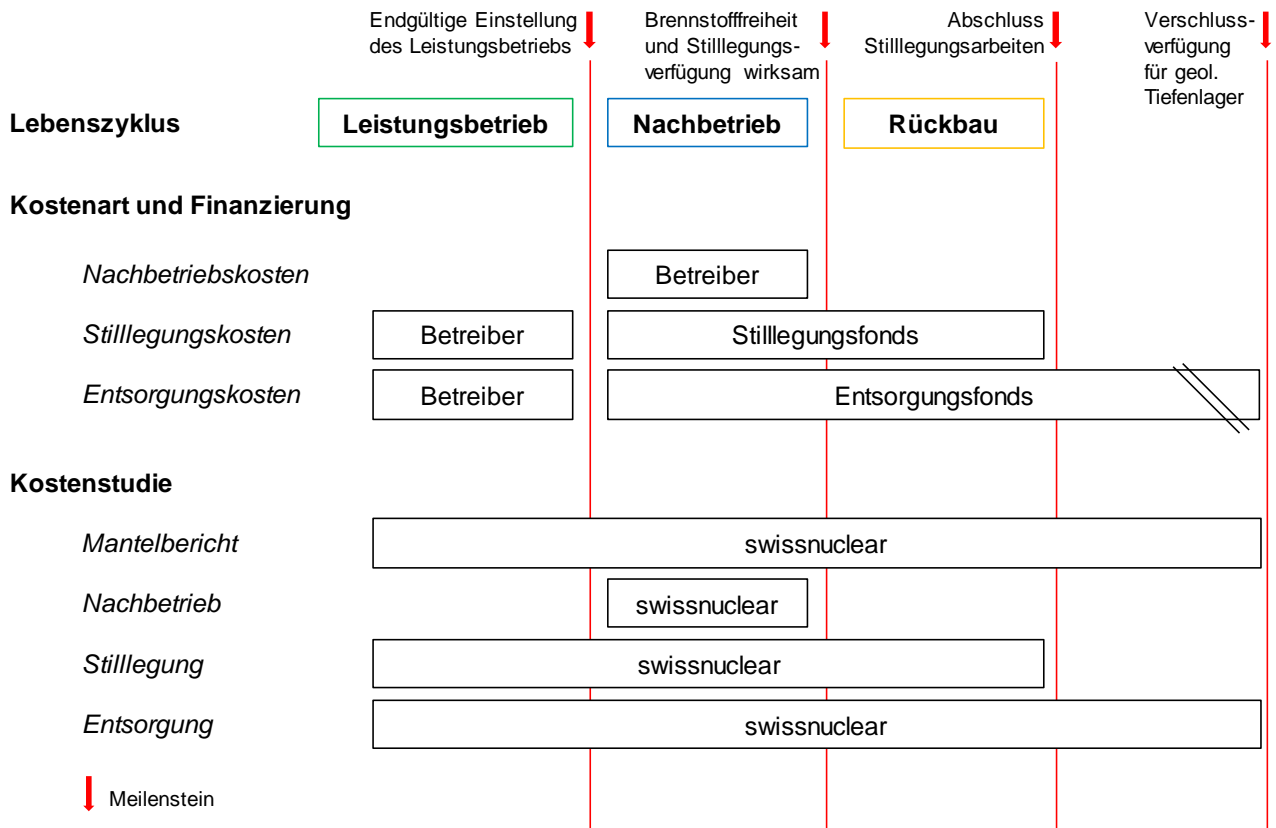 Endgültige Einstellung
des Leistungsbetriebs
Brennstofffreiheit
und Stilllegungs-
verfügung wirksam
Abschluss
Stilllegungsarbeiten
Verschluss-
verfügung
für geol.
Tiefenlager
Lebenszyklus
Leistungsbetrieb
Nachbetrieb
Rückbau
Kostenart und Finanzierung
Nachbetriebskosten
Betreiber
Stilllegungskosten
Betreiber
Stilllegungsfonds
Entsorgungskosten
Betreiber
Entsorgungsfonds
Kostenstudie
Mantelbericht
swissnuclear
Nachbetrieb
swissnuclear
Stilllegung
swissnuclear
Entsorgung
swissnuclear
Meilenstein